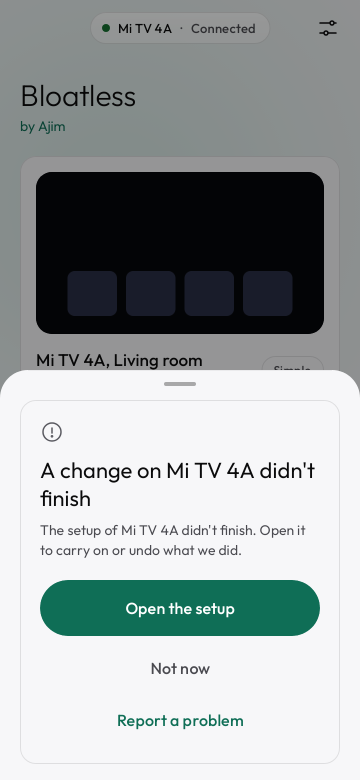 Mi TV 4A · Connected
Bloatless
by Ajim
Mi TV 4A, Living room
Simple
A change on Mi TV 4A didn't
finish
The setup of Mi TV 4A didn't finish. Open it
to carry on or undo what we did.
Open the setup
Not now
Report a problem